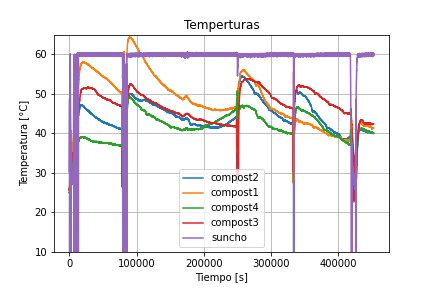 Temperturas
60
50
40
30
20
10
Temperatura [°C]
compost2
compost1
compost4
compost3
suncho
0 100000 200000 300000 400000
Tiempo [s]